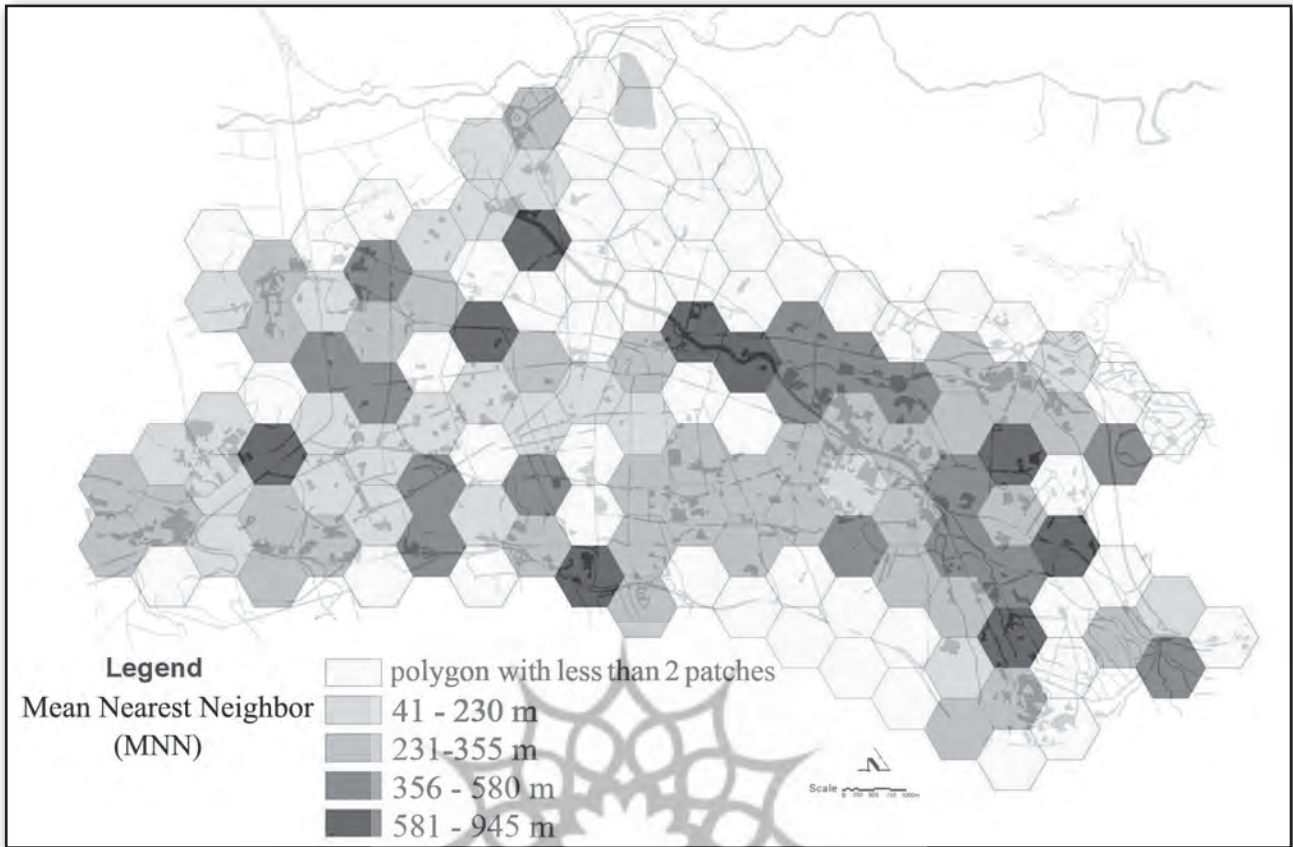 Legend
Mean Nearest Neighbor
(MNN)
polygon with less than 2 patches
41 - 230 m
231-355 m
356 - 580 m
581 - 945 m
Scale